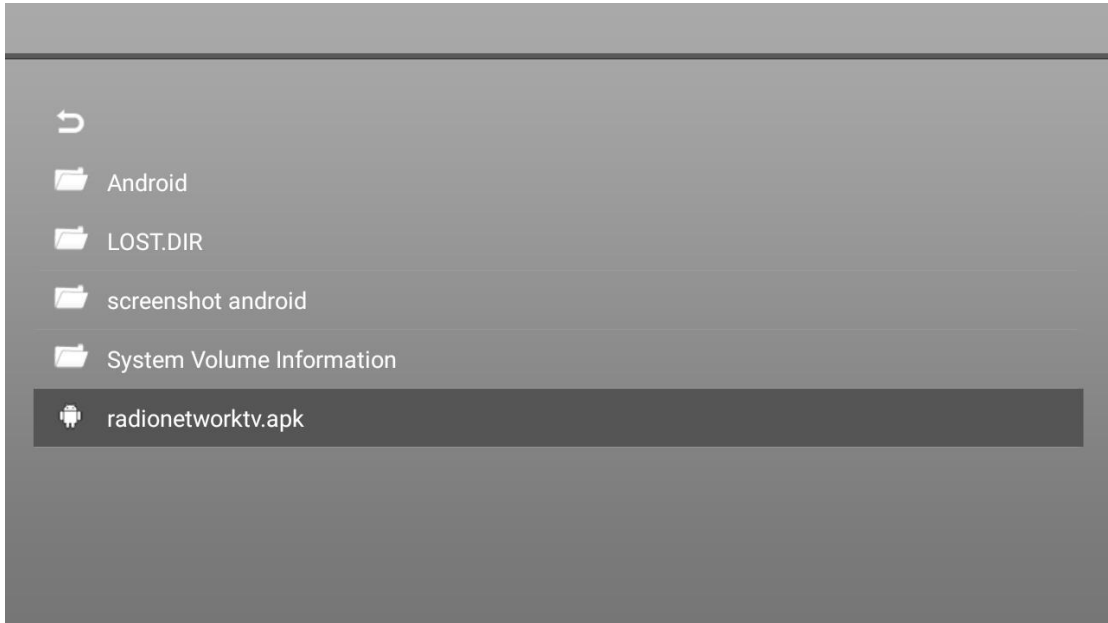 Android
LOST.DIR
screenshot android
System Volume Information
radionetworktv.apk